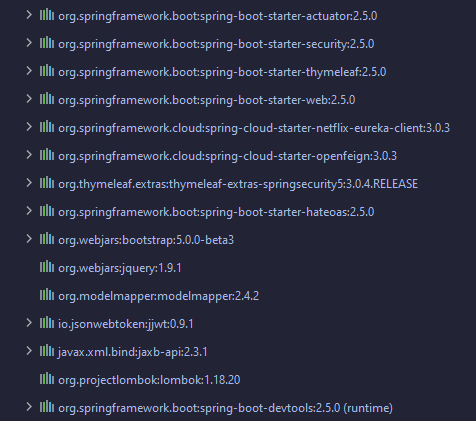 org.springframework.boot:spring-boot-starter-actuator:2.5.0
org.springframework.boot:spring-boot-starter-security:2.5.0
org.springframework.boot:spring-boot-starter-thymeleaf:2.5.0
org.springframework.boot:spring-boot-starter-web:2.5.0
org.springframework.cloud:spring-cloud-starter-netflix-eureka-client:3.0.3
org.springframework.cloud:spring-cloud-starter-openfeign:3.0.3
org.thymeleaf.extras:thymeleaf-extras-springsecurity5:3.0.4.RELEASE
org.springframework.boot:spring-boot-starter-hateoas:2.5.0
org.webjars:bootstrap:5.0.0-beta3
org.webjars:jquery:1.9.1
org.modelmapper:modelmapper:2.4.2
io.jsonwebtoken:jjwt:0.9.1
javax.xml.bind:jaxb-api:2.3.1
org.projectlombok:lombok:1.18.20
org.springframework.boot:spring-boot-devtools:2.5.0 (runtime)